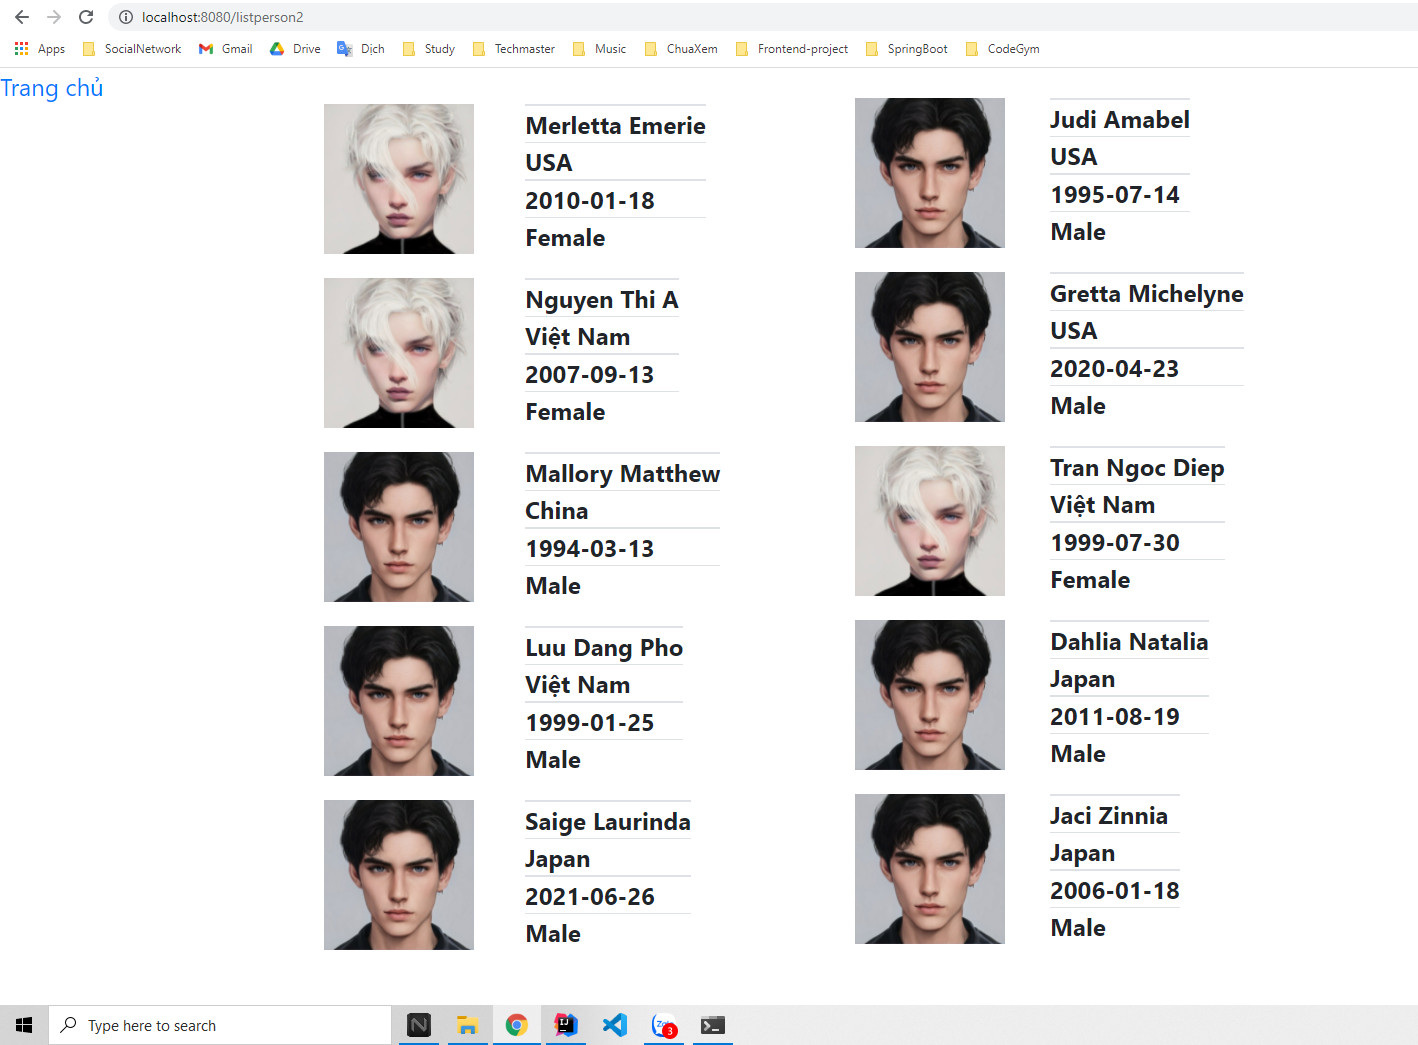 localhost:8080/listperson2
Apps SocialNetwork Gmail Drive Dịch Study Techmaster Music ChuaXem Frontend-project SpringBoot CodeGym
Trang chủ
Merletta Emerie
USA
2010-01-18
Female
Judi Amabel
USA
1995-07-14
Male
Nguyen Thi A
Việt Nam
2007-09-13
Female
Gretta Michelyne
USA
2020-04-23
Male
Mallory Matthew
China
1994-03-13
Male
Tran Ngoc Diep
Việt Nam
1999-07-30
Female
Luu Dang Pho
Việt Nam
1999-01-25
Male
Dahlia Natalia
Japan
2011-08-19
Male
Saige Laurinda
Japan
2021-06-26
Male
Jaci Zinnia
Japan
2006-01-18
Male
Type here to search
3